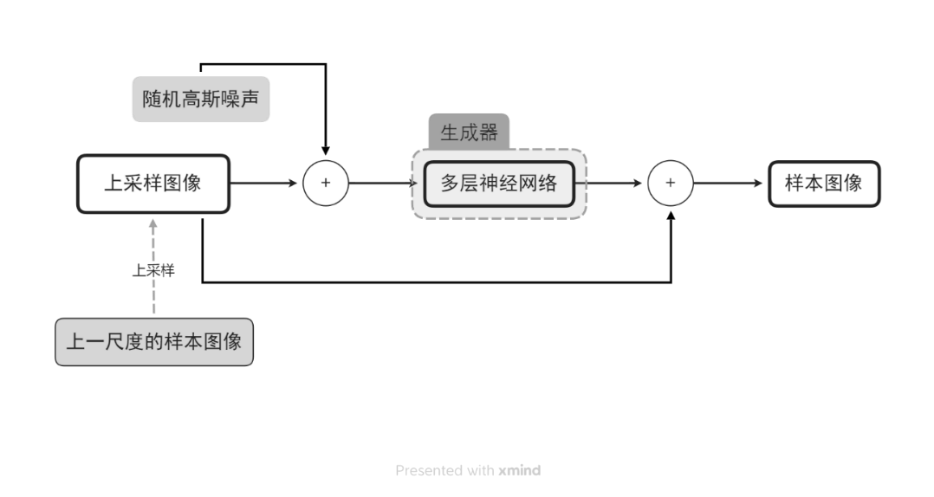 随机高斯噪声
生成器
上采样图像
+
多层神经网络
+
样本图像
上采样
上一尺度的样本图像
Presented with xmind